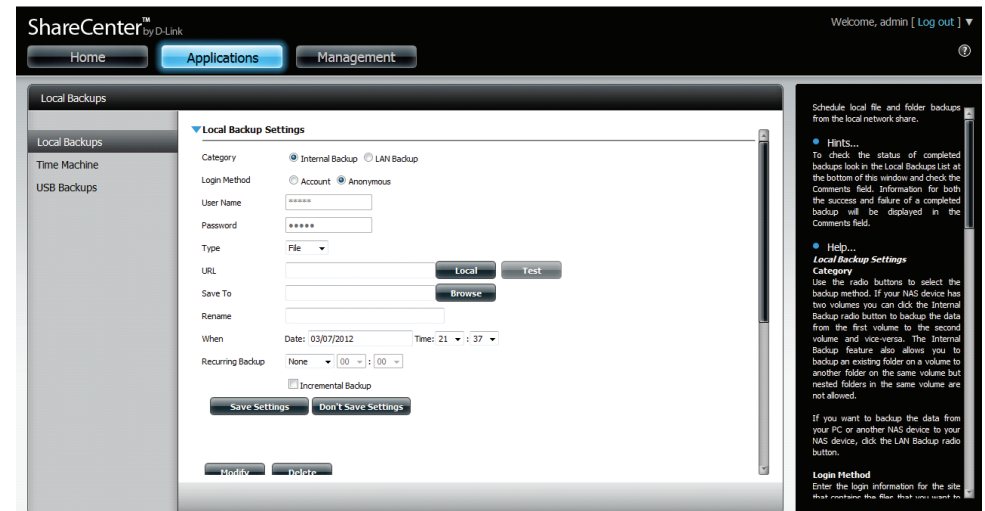 ShareCenter™ by D-Link
Welcome, admin [ Log out ] ▼
Home
Applications
Management
?
Local Backups
Local Backups
Time Machine
USB Backups
▼Local Backup Settings
Category
Internal Backup LAN Backup
Login Method
Account Anonymous
User Name
*****
Password
●●●●●
Type
File
URL
Local Test
Save To
Browse
Rename
When
Date: 03/07/2012 Time: 21 : 37
Recurring Backup
None 00 : 00
Incremental Backup
Save Settings Don't Save Settings
Modify Delete
Schedule local file and folder backups
from the local network share.
Hints...
To check the status of completed
backups look in the Local Backups List at
the bottom of this window and check the
Comments field. Information for both
the success and failure of a completed
backup will be displayed in the
Comments field.
Help...
Local Backup Settings
Category
Use the radio buttons to select the
backup method. If your NAS device has
two volumes you can click the Internal
Backup radio button to backup the data
from the first volume to the second
volume and vice-versa. The Internal
Backup feature also allows you to
backup an existing folder on a volume to
another folder on the same volume but
nested folders in the same volume are
not allowed.
If you want to backup the data from
your PC or another NAS device to your
NAS device, click the LAN Backup radio
button.
Login Method
Enter the login information for the site
that contains the files that you want to